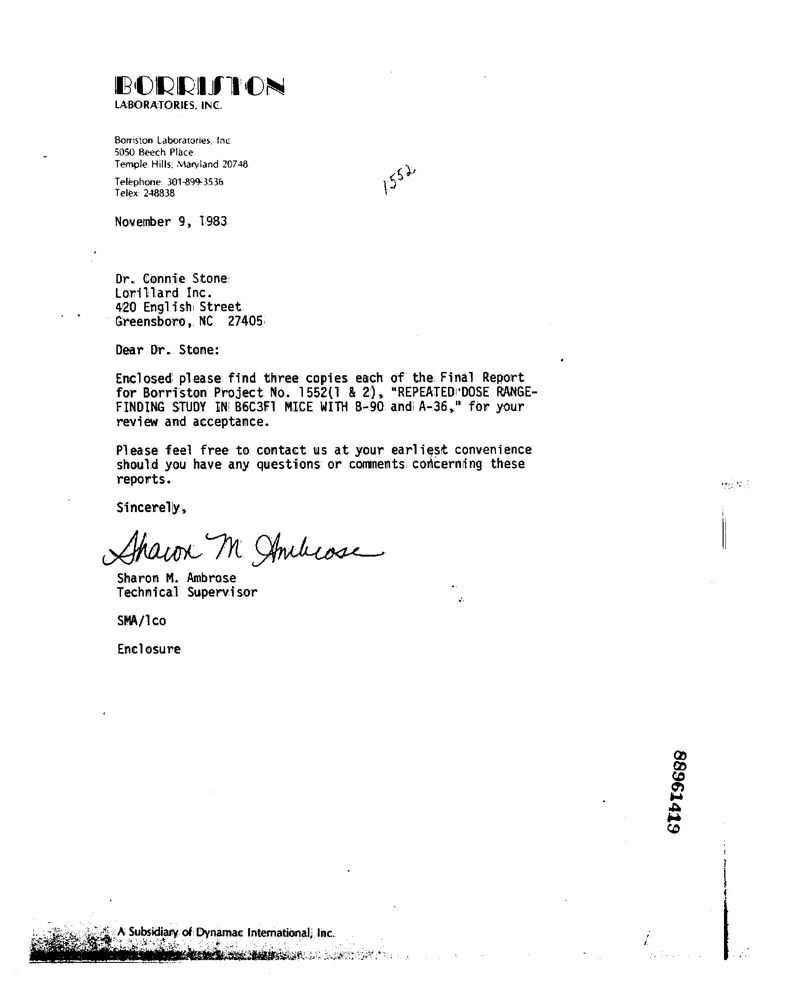 BORRISTON
LABORATORIES, INC.
Borriston Laboratories, Inc.
5050 Beech Place
Temple Hills, Maryland 20748
Telephone: 301-899-3536
Telex: 248838
1552
November 9, 1983
Dr. Connie Stone
Lorillard Inc.
420 English Street
Greensboro, NC 27405
Dear Dr. Stone:
Enclosed please find three copies each of the Final Report
for Borriston Project No. 1552(1 & 2), "REPEATED DOSE RANGE-
FINDING STUDY IN B6C3F1 MICE WITH B-90 and A-36," for your
review and acceptance.
Please feel free to contact us at your earliest convenience
should you have any questions or comments concerning these
reports.
Sincerely,
Sharon M Ambrose
Sharon M. Ambrose
Technical Supervisor
SMA/lco
Enclosure
88961419
A Subsidiary of Dynamac International, Inc.